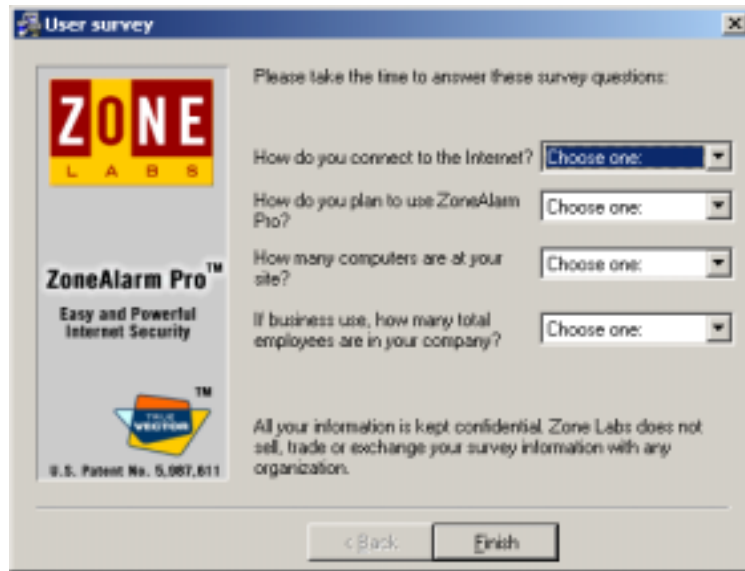 User survey
ZONE
LABS
ZoneAlarm Pro™
Easy and Powerful
Internet Security
TM
TRUE
VECTOR
U.S. Patent No. 5,987,611
Please take the time to answer these survey questions:
How do you connect to the Internet? Choose one:
How do you plan to use ZoneAlarm
Pro?
Choose one:
How many computers are at your
site?
Choose one:
If business use, how many total
employees are in your company?
Choose one:
All your information is kept confidential. Zone Labs does not
sell, trade or exchange your survey information with any
organization.
< Back
Finish